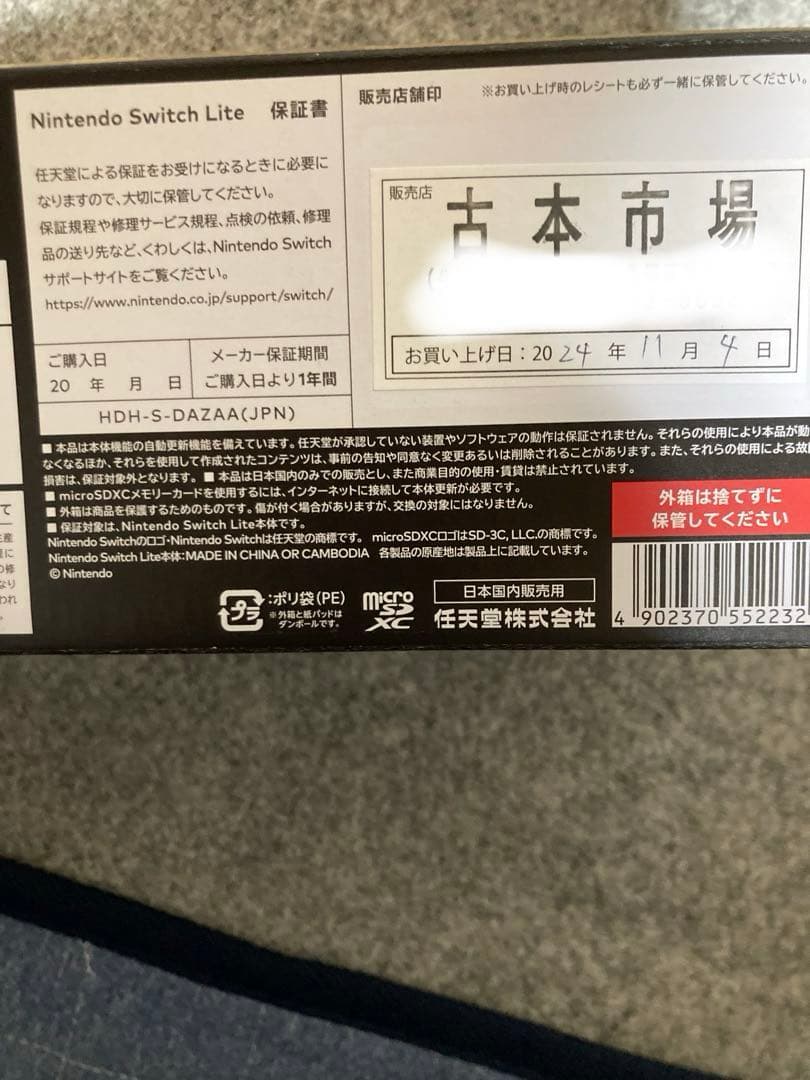 Nintendo Switch Lite 保証書
任天堂による保証をお受けになるときに必要に
なりますので、大切に保管してください。
保証規程や修理サービス規程、点検の依頼、修理
品の送り先など、くわしくは、Nintendo Switch
サポートサイトをご覧ください。
https://www.nintendo.co.jp/support/switch/
ご購入日
20 年 月 日
メーカー保証期間
ご購入日より1年間
HDH-S-DAZAA(JPN)
販売店舗印
※お買い上げ時のレシートも必ず一緒に保管してください。
販売店
古本市場
お買い上げ日:2024年11月4日
■ 本品は本体機能の自動更新機能を備えています。任天堂が承認していない装置やソフトウェアの動作は保証されません。それらの使用により本品が動
なくなるほか、それらを使用して作成されたコンテンツは、事前の告知や同意なく変更あるいは削除されることがあります。また、それらの使用による故
損害は、保証対象外となります。 ■ 本品は日本国内のみでの販売とし、また商業目的の使用・賃貸は禁止されています。
■ microSDXCメモリーカードを使用するには、インターネットに接続して本体更新が必要です。
■ 外箱は商品を保護するためのものです。傷が付く場合がありますが、交換の対象にはなりません。
■ 保証対象は、Nintendo Switch Lite本体です。
Nintendo Switchのロゴ・Nintendo Switchは任天堂の商標です。 microSDXCロゴはSD-3C, LLC.の商標です。
Nintendo Switch Lite本体:MADE IN CHINA OR CAMBODIA 各製品の原産地は製品上に記載しています。
© Nintendo
外箱は捨てずに
保管してください
プラ
:ポリ袋(PE)
※外箱と紙パッドは
ダンボールです。
micro
SD
XC
日本国内販売用
任天堂株式会社
4 902370 552232